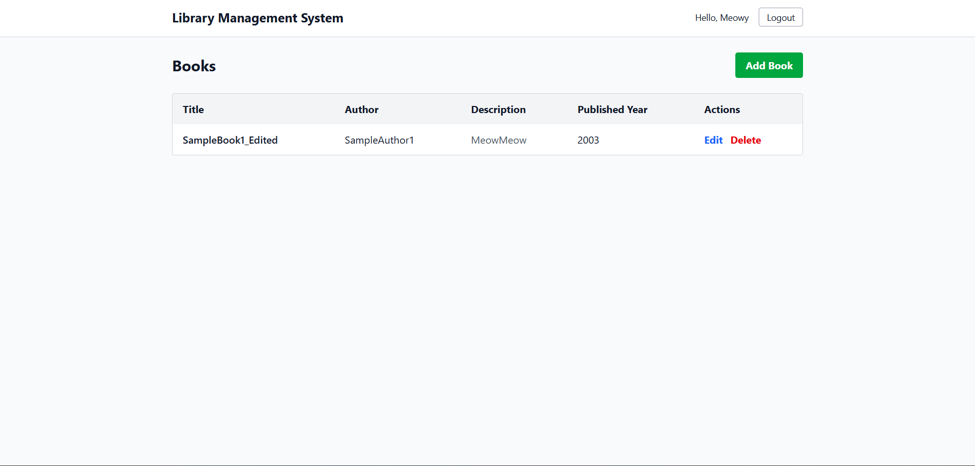 Library Management System
Hello, Meowy Logout
Books
Add Book
Title Author Description Published Year Actions
SampleBook1_Edited SampleAuthor1 MeowMeow 2003 Edit Delete